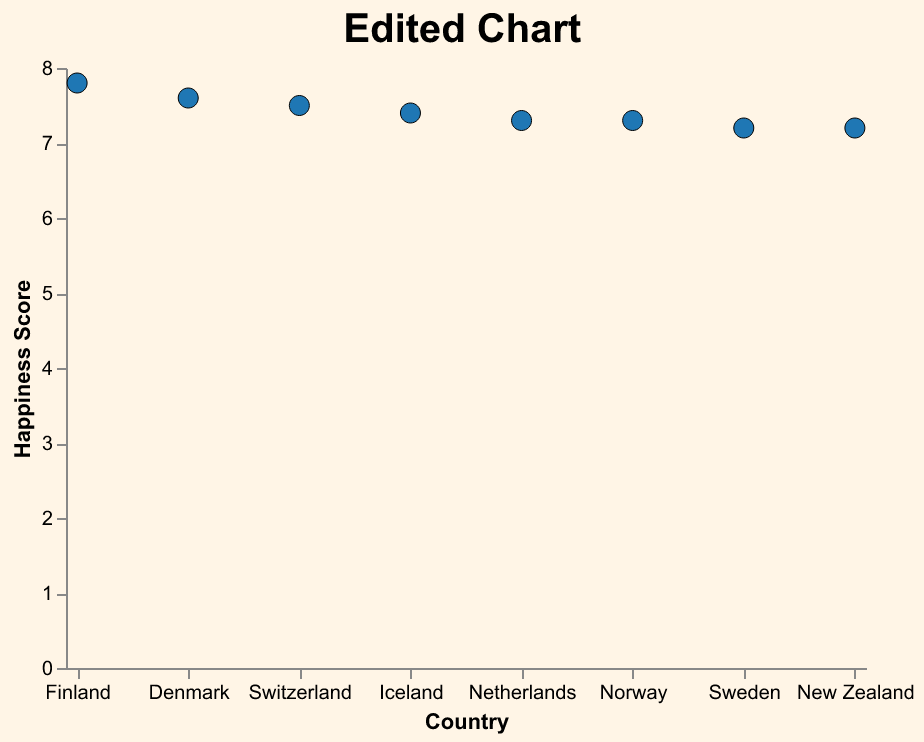 Edited Chart
8
7
6
5
4
3
2
1
0
Happiness Score
Finland Denmark Switzerland Iceland Netherlands Norway Sweden New Zealand
Country